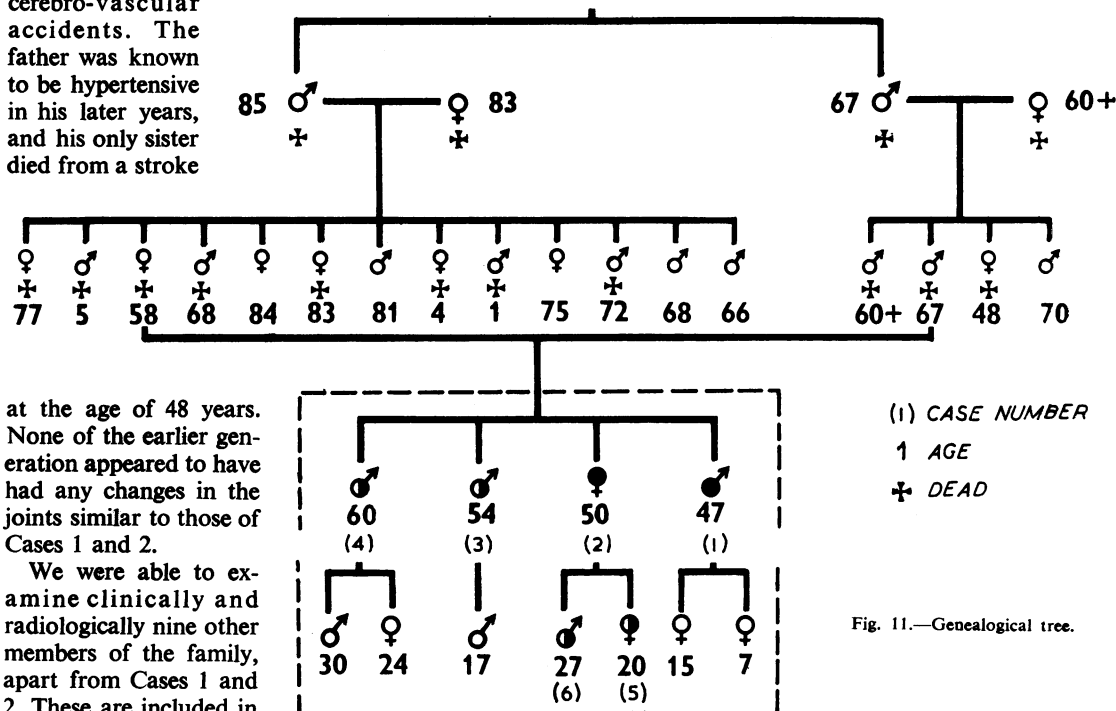 cerebro-vascular
accidents. The
father was known
to be hypertensive
in his later years,
and his only sister
died from a stroke
85 ♂ ♀ 83
67 ♂ ♀ 60+
✠ ✠ ✠ ✠
♀ ♂ ♀ ♂ ♀ ♀ ♂ ♀ ♂ ♀ ♂ ♂ ♂
✠ ✠ ✠ ✠ ✠ ✠ ✠ ✠
77 5 58 68 84 83 81 4 1 75 72 68 66
♂ ♂ ♀ ♂
✠ ✠ ✠
60+ 67 48 70
at the age of 48 years.
None of the earlier gen-
eration appeared to have
had any changes in the
joints similar to those of
Cases 1 and 2.
We were able to ex-
amine clinically and
radiologically nine other
members of the family,
apart from Cases 1 and
2. These are included in
60 54 50 47
(4) (3) (2) (1)
30 24 17 27 20 15 7
(6) (5)
(1) CASE NUMBER
1 AGE
✠ DEAD
Fig. 11.—Genealogical tree.